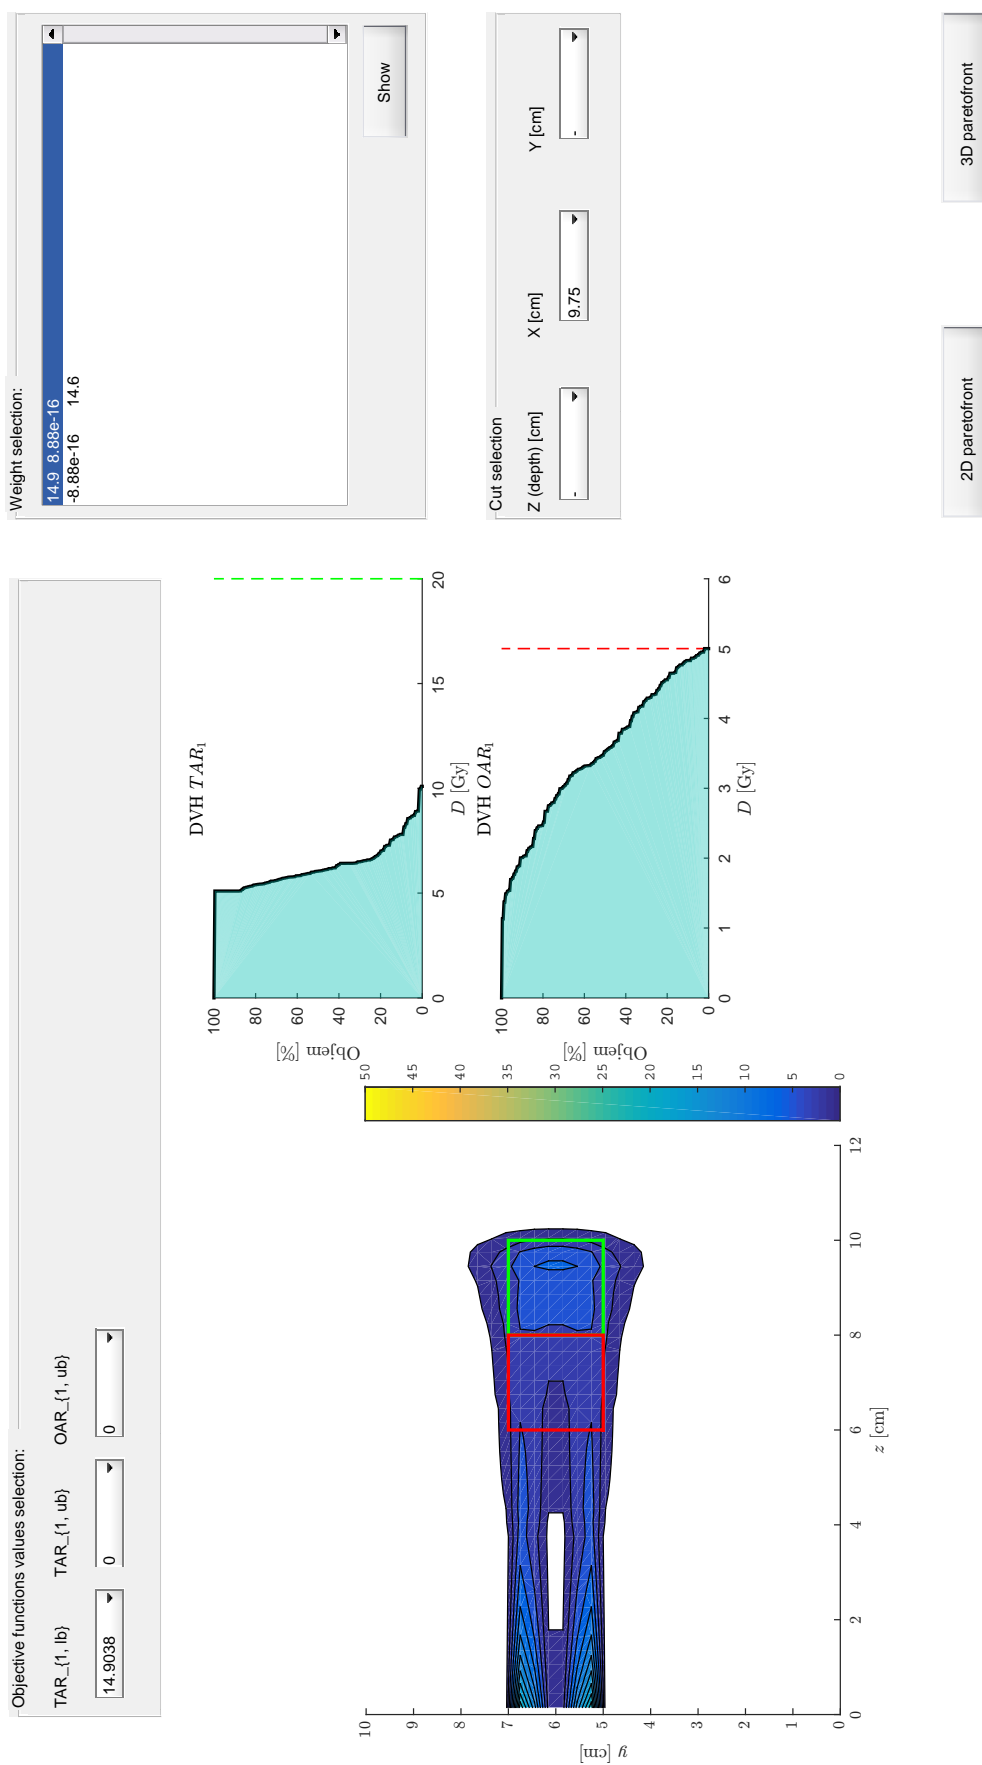 Objective functions values selection:
TAR_{1, lb}
TAR_{1, ub}
OAR_{1, ub}
14.9038
0
0
Weight selection:
14.9 8.88e-16
-8.88e-16 14.6
Show
Cut selection
Z (depth) [cm]
X [cm]
Y [cm]
-
9.75
-
2D paretofront
3D paretofront
DVH TAR1
Objem [%]
100
80
60
40
20
0
0 5 10 15 20
D [Gy]
DVH OAR1
Objem [%]
100
80
60
40
20
0
0 1 2 3 4 5 6
D [Gy]
y [cm]
10
9
8
7
6
5
4
3
2
1
0
0 2 4 6 8 10 12
z [cm]
50
45
40
35
30
25
20
15
10
5
0